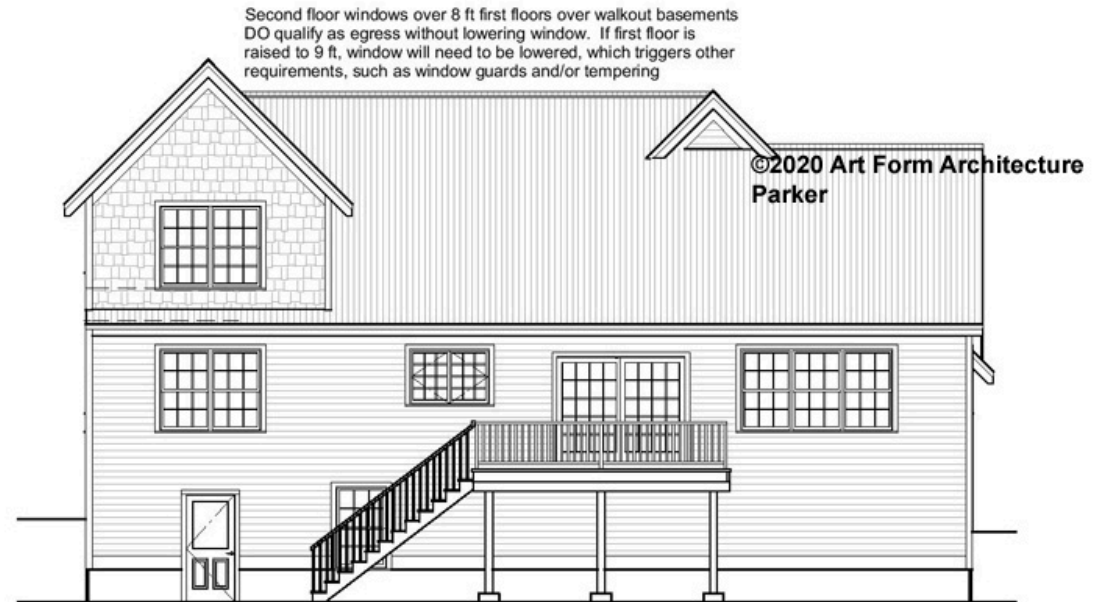 Second floor windows over 8 ft first floors over walkout basements
DO qualify as egress without lowering window.  If first floor is
raised to 9 ft, window will need to be lowered, which triggers other
requirements, such as window guards and/or tempering
©2020 Art Form Architecture
Parker